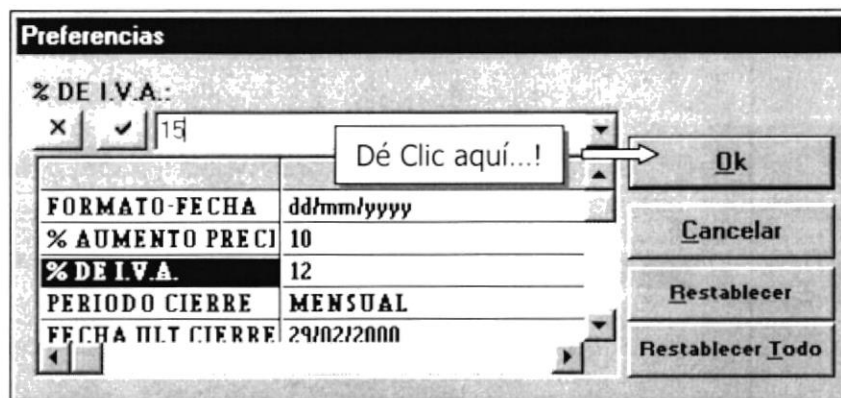 Preferencias
% DE I.V.A.:
15
Dé Clic aquí...!
Ok
FORMATO-FECHA dd/mm/yyyy
% AUMENTO PRECI 10
Cancelar
% DE I.V.A. 12
Restablecer
PERIODO CIERRE MENSUAL
FECHA ULT CIERRE 29/02/2000
Restablecer Todo